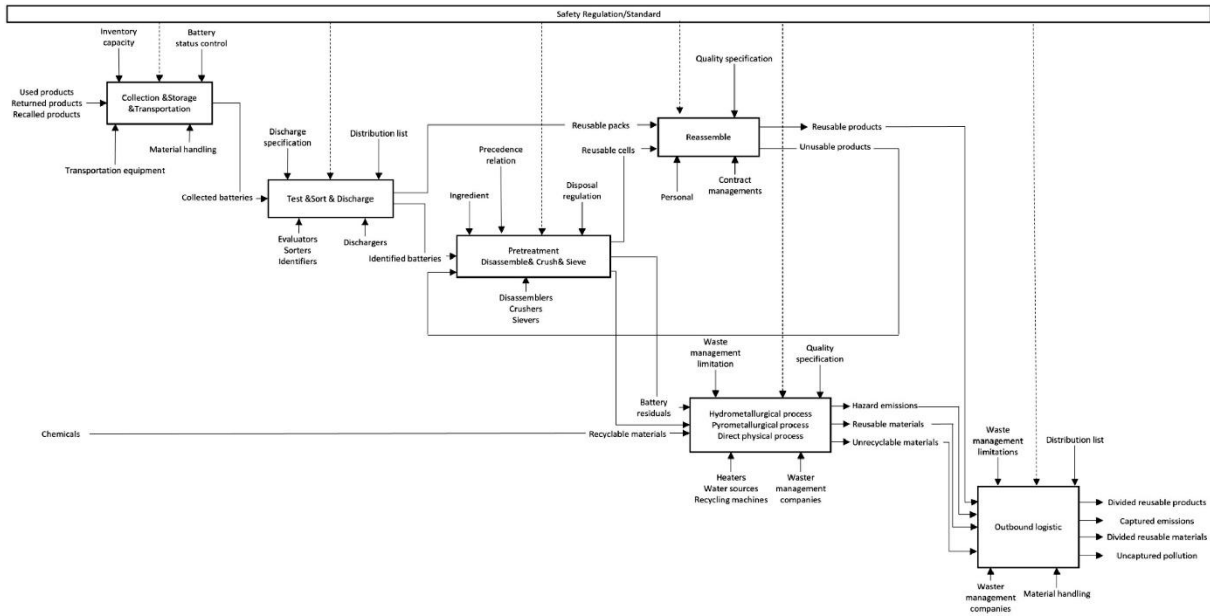 Safety Regulation/Standard
Inventory
capacity
Battery
status control
Quality specification
Used products
Returned products
Recalled products
Collection &Storage
&Transportation
Material handling
Transportation equipment
Discharge
specification
Distribution list
Reusable packs
Reassemble
Reusable products
Reusable cells
Unusable products
Precedence
relation
Personal
Contract
managements
Collected batteries
Test &Sort & Discharge
Ingredient
Disposal
regulation
Evaluators
Sorters
Identifiers
Dischargers
Identified batteries
Pretreatment
Disassemble& Crush& Sieve
Disassemblers
Crushers
Sievers
Waste
management
limitation
Quality
specification
Battery
residuals
Hydrometallurgical process
Pyrometallurgical process
Direct physical process
Hazard emissions
Reusable materials
Unrecyclable materials
Chemicals
Recyclable materials
Heaters
Water sources
Recycling machines
Waster
management
companies
Waste
management
limitations
Distribution list
Outbound logistic
Divided reusable products
Captured emissions
Divided reusable materials
Uncaptured pollution
Waster
management
companies
Material handling